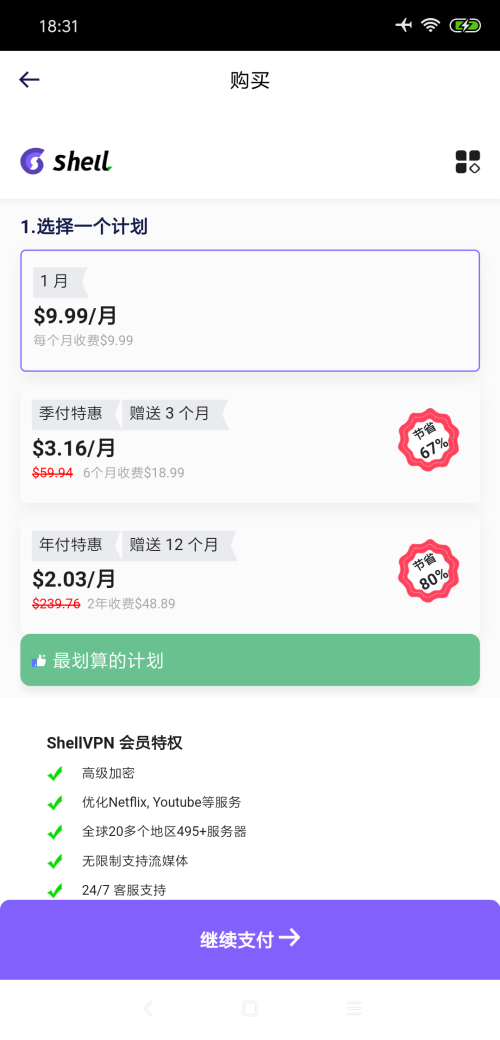 18:31
购买
shell
1.选择一个计划
1 月
$9.99/月
每个月收费$9.99
季付特惠 赠送 3 个月
$3.16/月
$59.94 6个月收费$18.99
节省
67%
年付特惠 赠送 12 个月
$2.03/月
$239.76 2年收费$48.89
节省
80%
最划算的计划
ShellVPN 会员特权
高级加密
优化Netflix, Youtube等服务
全球20多个地区495+服务器
无限制支持流媒体
24/7 客服支持
继续支付